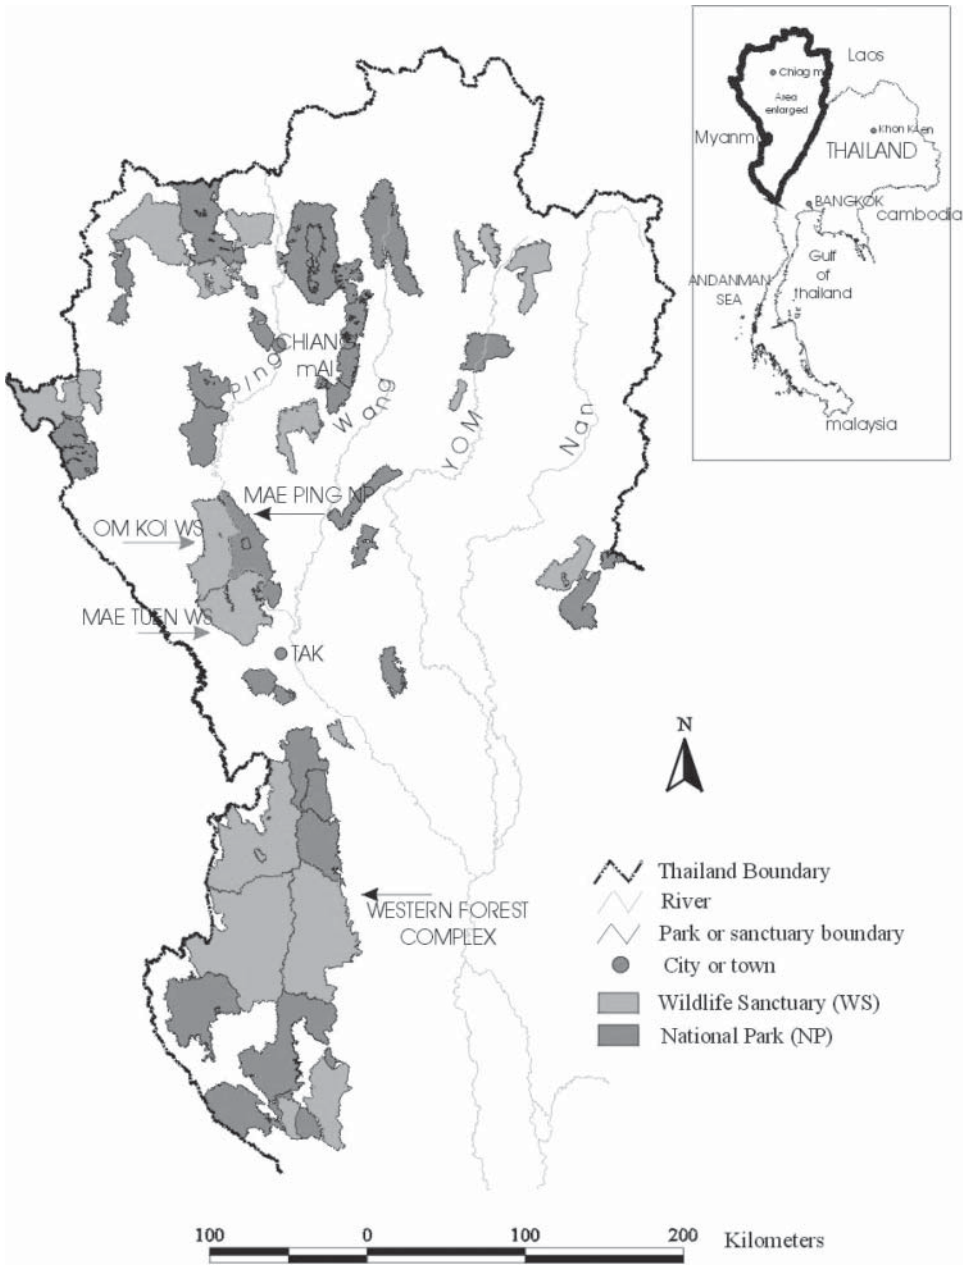 Laos
Chiag m
Area
enlarged
Myanm
Khon KAen
THAILAND
BANGKOK
cambodia
Gulf
of
thailand
ANDANMAN
SEA
malaysia
CHIANG
mAI
Ping
Wang
YOM
Nan
MAE PING NP
OM KOI WS
MAE TUEN WS
TAK
N
WESTERN FOREST
COMPLEX
Thailand Boundary
River
Park or sanctuary boundary
City or town
Wildlife Sanctuary (WS)
National Park (NP)
100 0 100 200 Kilometers